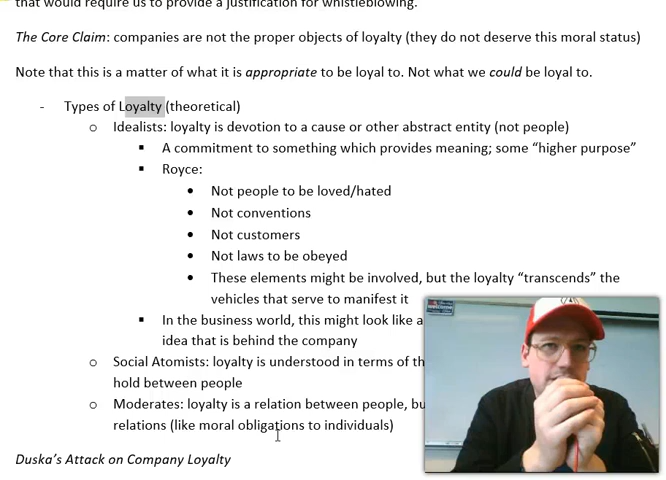 that would require us to provide a justification for whistleblowing.
The Core Claim: companies are not the proper objects of loyalty (they do not deserve this moral status)
Note that this is a matter of what it is appropriate to be loyal to. Not what we could be loyal to.
- Types of Loyalty (theoretical)
o Idealists: loyalty is devotion to a cause or other abstract entity (not people)
▪ A commitment to something which provides meaning; some “higher purpose”
▪ Royce:
• Not people to be loved/hated
• Not conventions
• Not customers
• Not laws to be obeyed
• These elements might be involved, but the loyalty “transcends” the
vehicles that serve to manifest it
▪ In the business world, this might look like a
idea that is behind the company
o Social Atomists: loyalty is understood in terms of th
hold between people
o Moderates: loyalty is a relation between people, bu
relations (like moral obligations to individuals)
Duska’s Attack on Company Loyalty